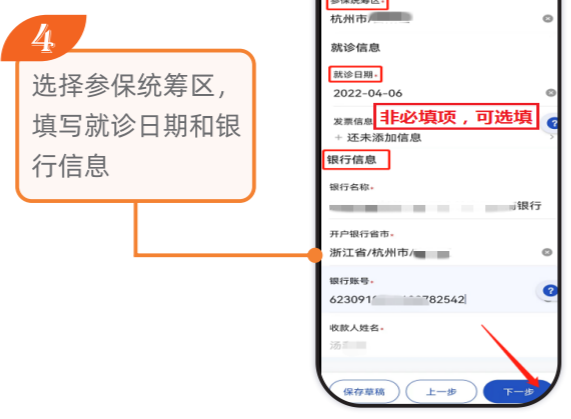 4
选择参保统筹区，
填写就诊日期和银
行信息
参保统筹区
杭州市/
就诊信息
就诊日期
2022-04-06
发票信息
非必填项，可选填
?
+ 还未添加信息
银行信息
银行名称
银行
开户银行省市
浙江省/杭州市/
银行账号
623091 782542
?
收款人姓名
汤
保存草稿 上一步 下一步